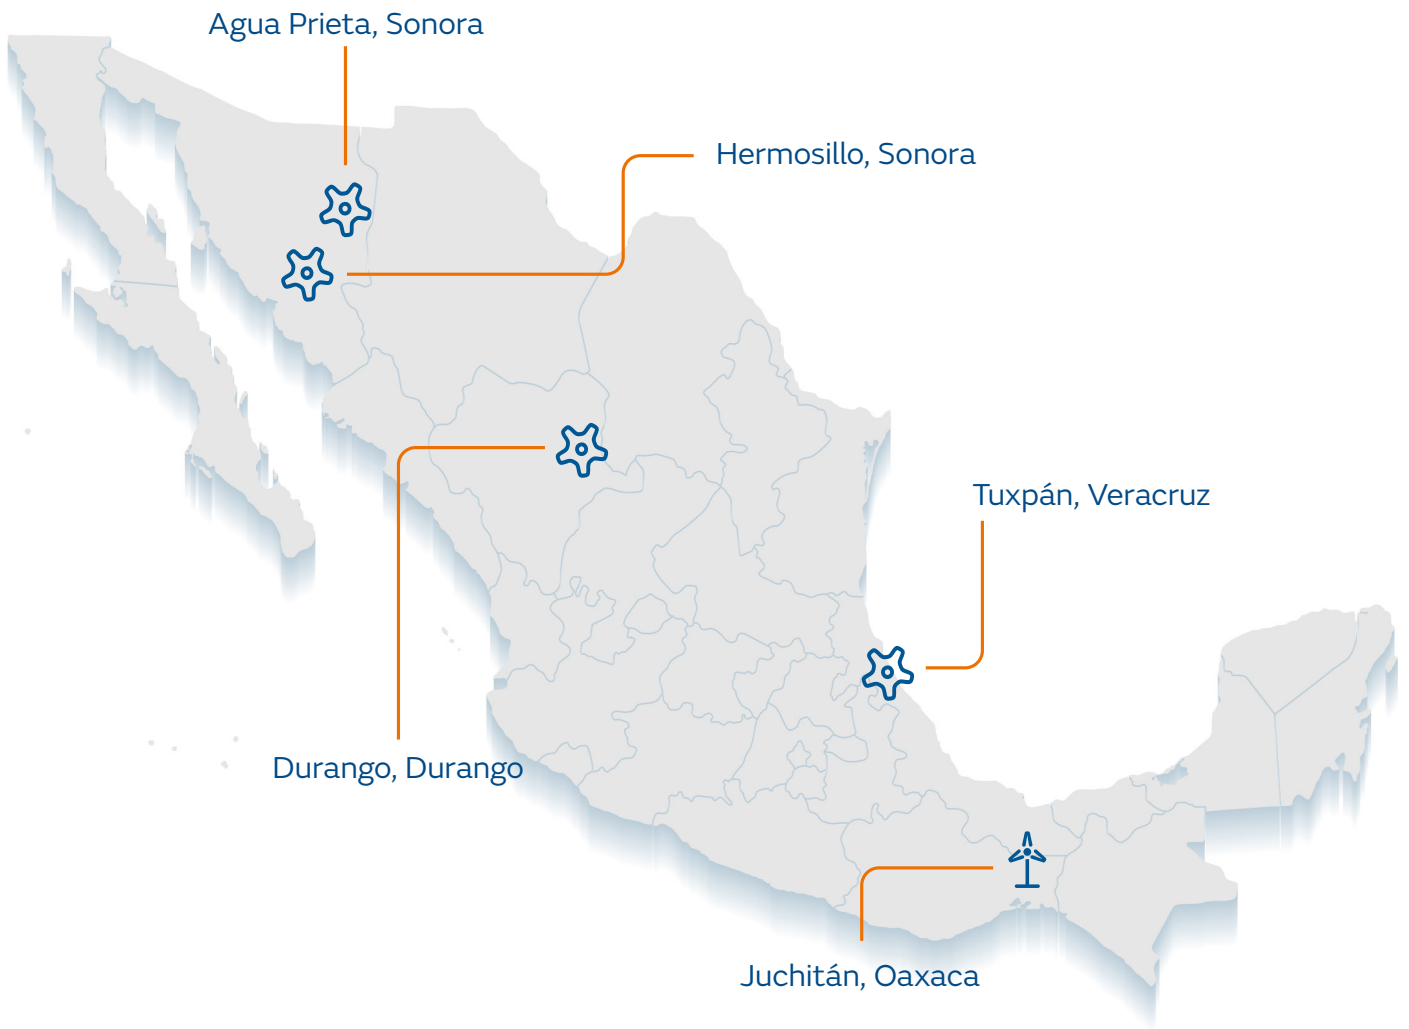 Agua Prieta, Sonora
Hermosillo, Sonora
Tuxpán, Veracruz
Durango, Durango
Juchitán, Oaxaca